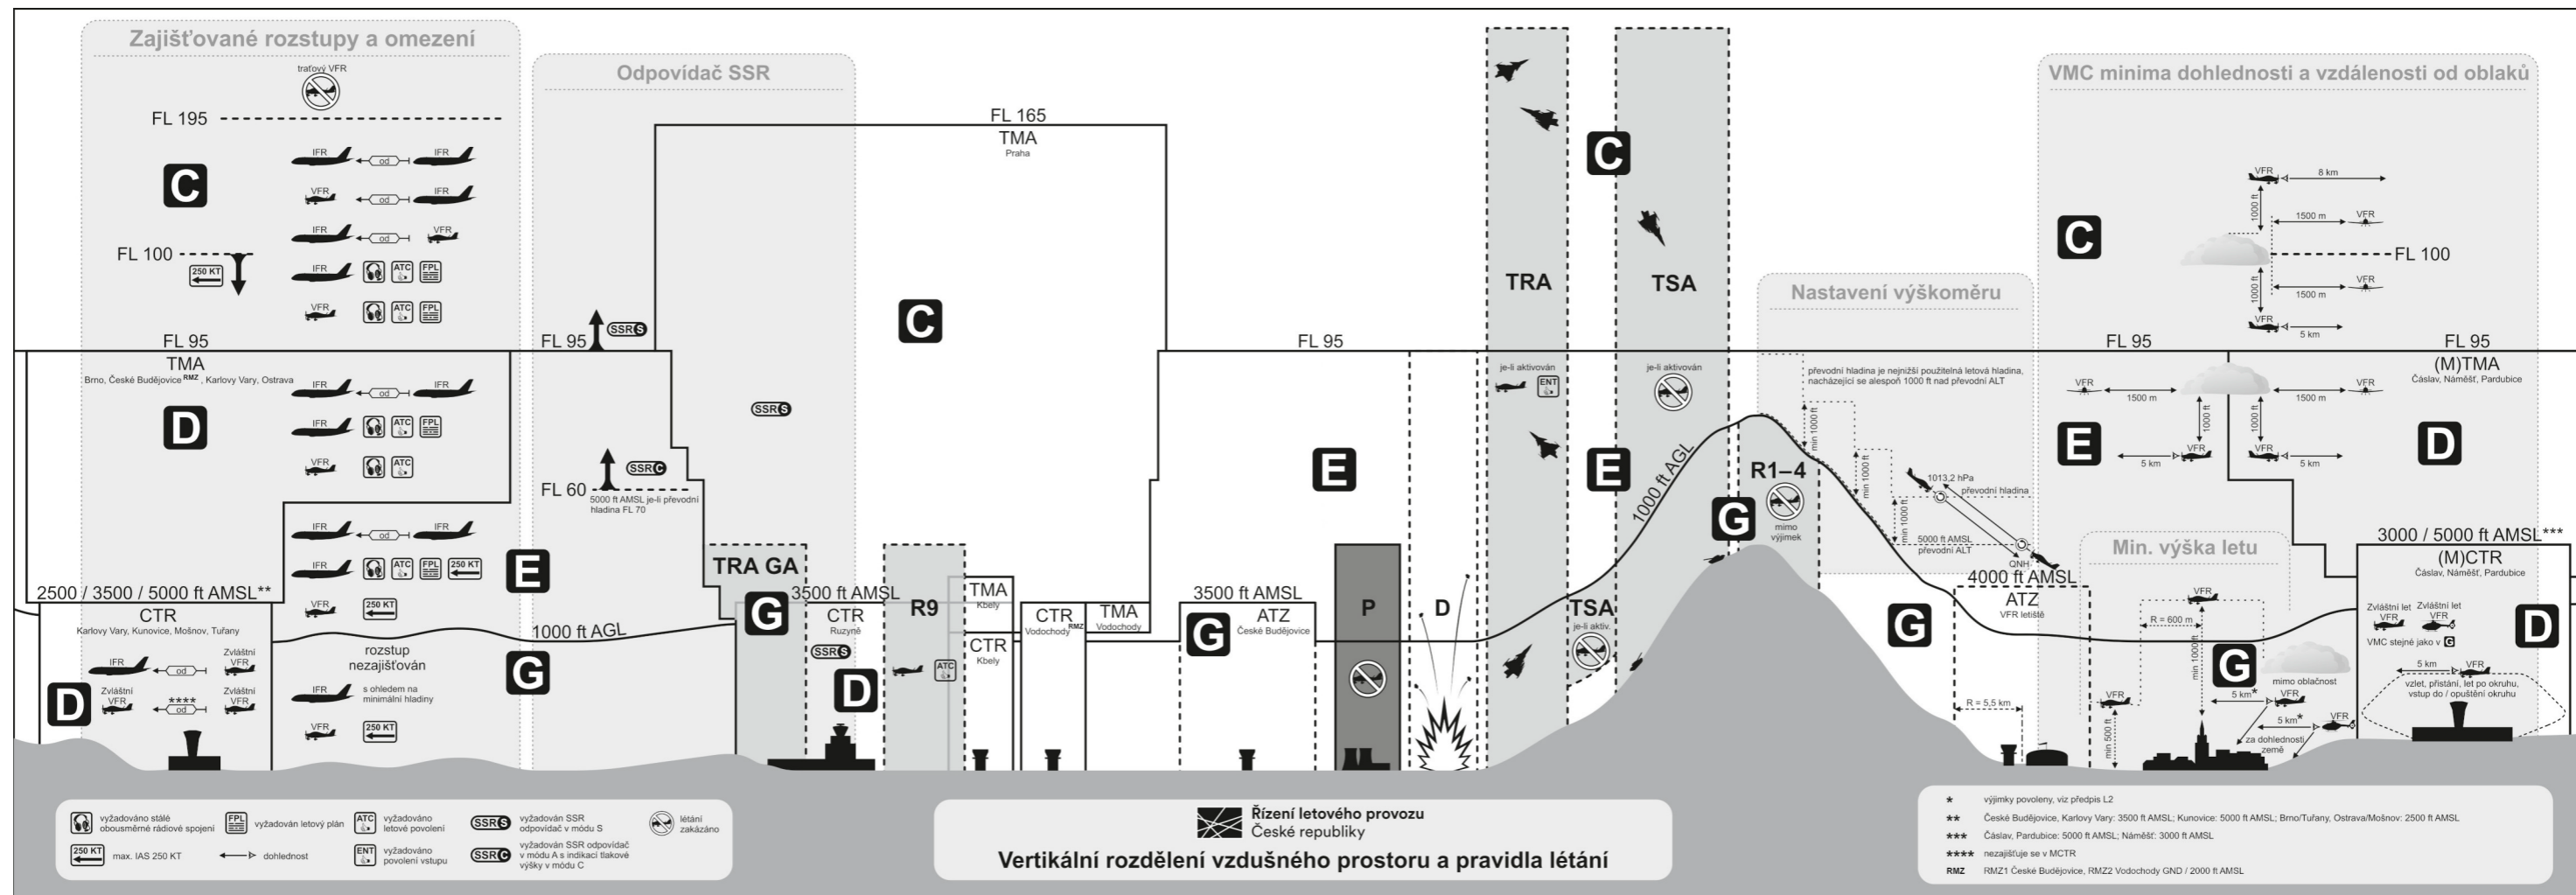 Zajišťované rozstupy a omezení
traťový VFR
FL 195
C
IFR
od
IFR
VFR
od
IFR
IFR
od
VFR
FL 100
250 KT
IFR
ATC
FPL
VFR
ATC
FPL
FL 95
TMA
Brno, České Budějovice RMZ, Karlovy Vary, Ostrava
D
IFR
od
IFR
IFR
ATC
FPL
VFR
ATC
IFR
od
IFR
IFR
ATC
FPL
250 KT
E
VFR
250 KT
2500 / 3500 / 5000 ft AMSL**
CTR
Karlovy Vary, Kunovice, Mošnov, Tuřany
IFR
od
Zvláštní
VFR
D
Zvláštní
VFR
****
od
Zvláštní
VFR
rozstup
nezajišťován
IFR
s ohledem na
minimální hladiny
VFR
250 KT
1000 ft AGL
G
Odpovídač SSR
SSR S
FL 95
SSR S
SSR C
FL 60
5000 ft AMSL je-li převodní
hladina FL 70
FL 165
TMA
Praha
C
TRA GA
G
3500 ft AMSL
CTR
Ruzyně
SSR S
D
R9
ATC
TMA
Kbely
CTR
Kbely
CTR
Vodochody RMZ
TMA
Vodochody
3500 ft AMSL
G
ATZ
České Budějovice
FL 95
E
P
D
TRA
je-li aktivován
ENT
C
TSA
je-li aktivován
E
1000 ft AGL
TSA
je-li aktiv.
G
R1–4
mimo
výjimek
Nastavení výškoměru
převodní hladina je nejnižší použitelná letová hladina,
nacházející se alespoň 1000 ft nad převodní ALT
min 1000 ft
min 1000 ft
min 1000 ft
1013,2 hPa
převodní hladina
5000 ft AMSL
převodní ALT
QNH
4000 ft AMSL
ATZ
VFR letiště
G
R = 5,5 km
VMC minima dohlednosti a vzdálenosti od oblaků
C
VFR
8 km
1000 ft
1500 m
VFR
FL 100
1000 ft
1500 m
VFR
VFR
5 km
FL 95
FL 95
(M)TMA
Čáslav, Náměšť, Pardubice
VFR
1500 m
1500 m
VFR
1000 ft
1000 ft
E
D
VFR
5 km
VFR
5 km
Min. výška letu
VFR
R = 600 m
min 1000 ft
VFR
min 500 ft
G
mimo oblačnost
5 km*
VFR
5 km*
VFR
za dohlednosti
země
3000 / 5000 ft AMSL***
(M)CTR
Čáslav, Náměšť, Pardubice
Zvláštní let
VFR
Zvláštní let
VFR
VMC stejné jako v G
D
5 km
VFR
vzlet, přistání, let po okruhu,
vstup do / opuštění okruhu
vyžadováno stálé
obousměrné rádiové spojení
FPL
vyžadován letový plán
ATC
vyžadováno
letové povolení
SSR S
vyžadován SSR
odpovídač v módu S
létání
zakázáno
250 KT
max. IAS 250 KT
dohlednost
ENT
vyžadováno
povolení vstupu
SSR C
vyžadován SSR odpovídač
v módu A s indikací tlakové
výšky v módu C
Řízení letového provozu
České republiky
Vertikální rozdělení vzdušného prostoru a pravidla létání
* výjimky povoleny, viz předpis L2
** České Budějovice, Karlovy Vary: 3500 ft AMSL; Kunovice: 5000 ft AMSL; Brno/Tuřany, Ostrava/Mošnov: 2500 ft AMSL
*** Čáslav, Pardubice: 5000 ft AMSL; Náměšť: 3000 ft AMSL
**** nezajišťuje se v MCTR
RMZ RMZ1 České Budějovice, RMZ2 Vodochody GND / 2000 ft AMSL